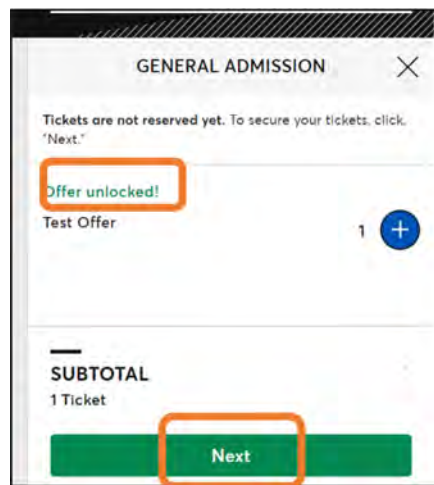 GENERAL ADMISSION
Tickets are not reserved yet. To secure your tickets, click,
"Next."
Offer unlocked!
Test Offer
1
SUBTOTAL
1 Ticket
Next